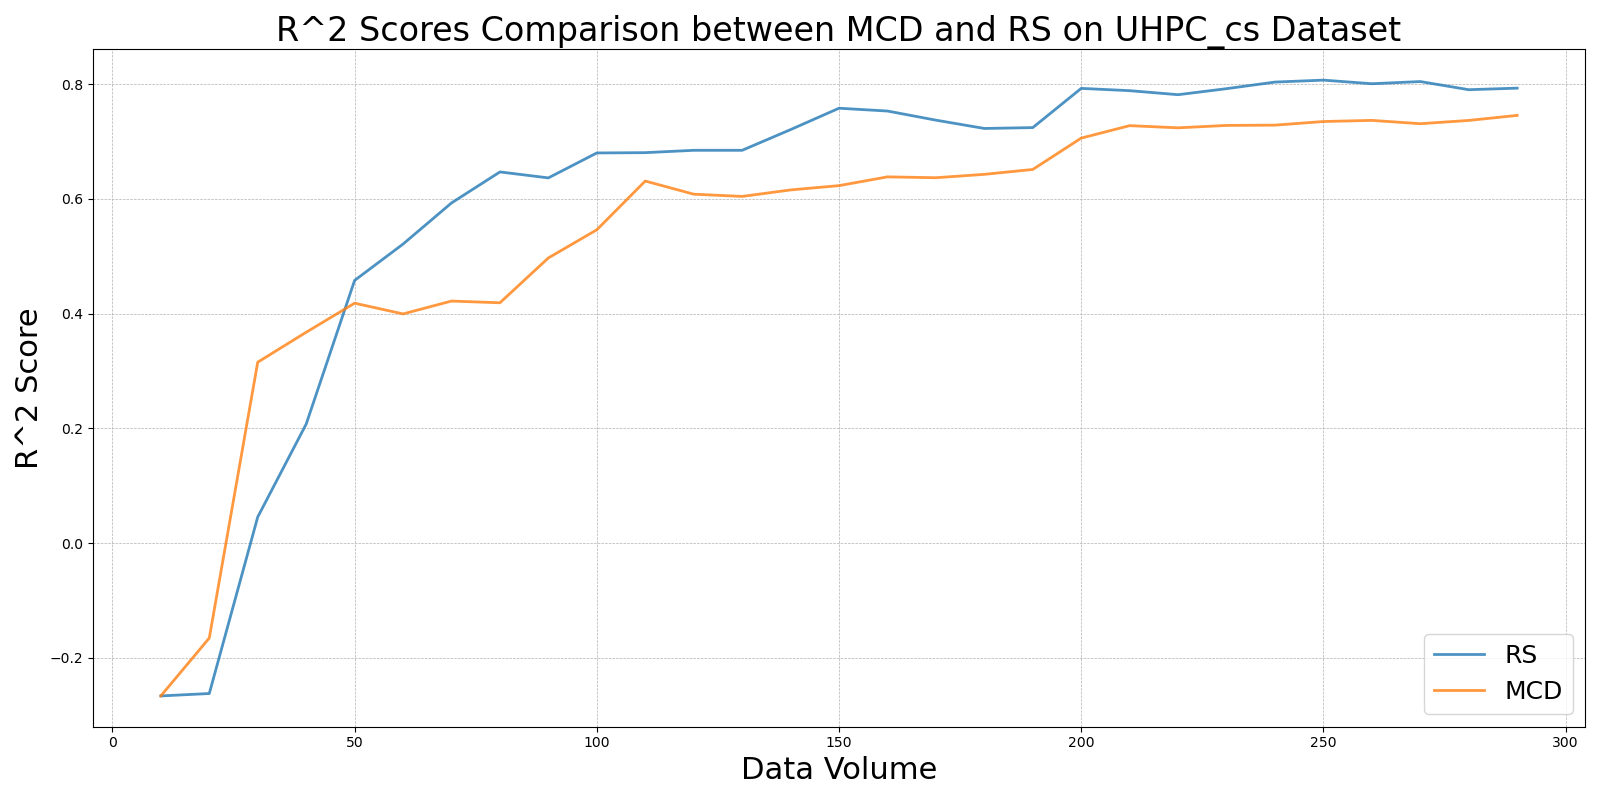 R^2 Scores Comparison between MCD and RS on UHPC_cs Dataset
R^2 Score
0.8
0.6
0.4
0.2
0.0
−0.2
0
50
100
150
200
250
300
Data Volume
RS
MCD